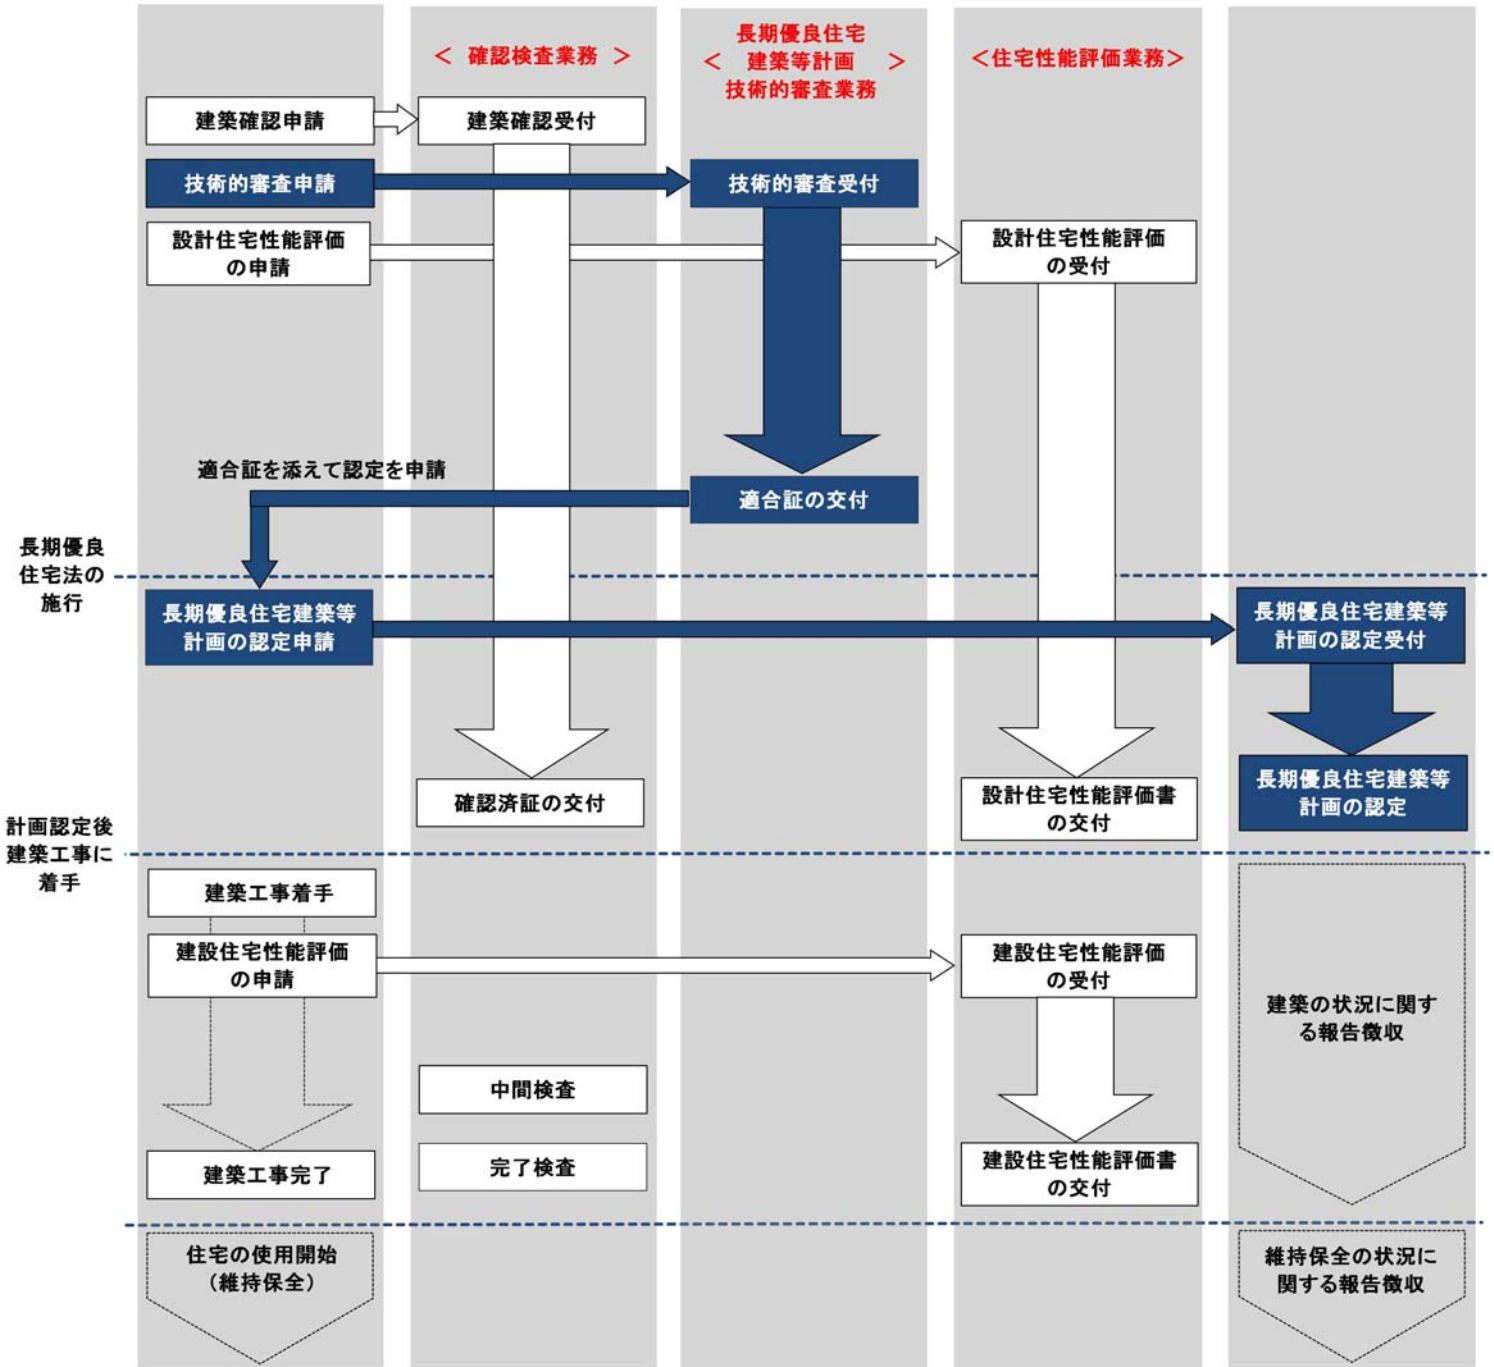 ＜ 確認検査業務 ＞
長期優良住宅
＜ 建築等計画 ＞
技術的審査業務
＜住宅性能評価業務＞
建築確認申請
建築確認受付
技術的審査申請
技術的審査受付
設計住宅性能評価
の申請
設計住宅性能評価
の受付
適合証を添えて認定を申請
適合証の交付
長期優良
住宅法の
施行
長期優良住宅建築等
計画の認定申請
長期優良住宅建築等
計画の認定受付
確認済証の交付
設計住宅性能評価書
の交付
長期優良住宅建築等
計画の認定
計画認定後
建築工事に
着手
建築工事着手
建設住宅性能評価
の申請
建設住宅性能評価
の受付
建築の状況に関す
る報告徴収
中間検査
建築工事完了
完了検査
建設住宅性能評価書
の交付
住宅の使用開始
（維持保全）
維持保全の状況に
関する報告徴収